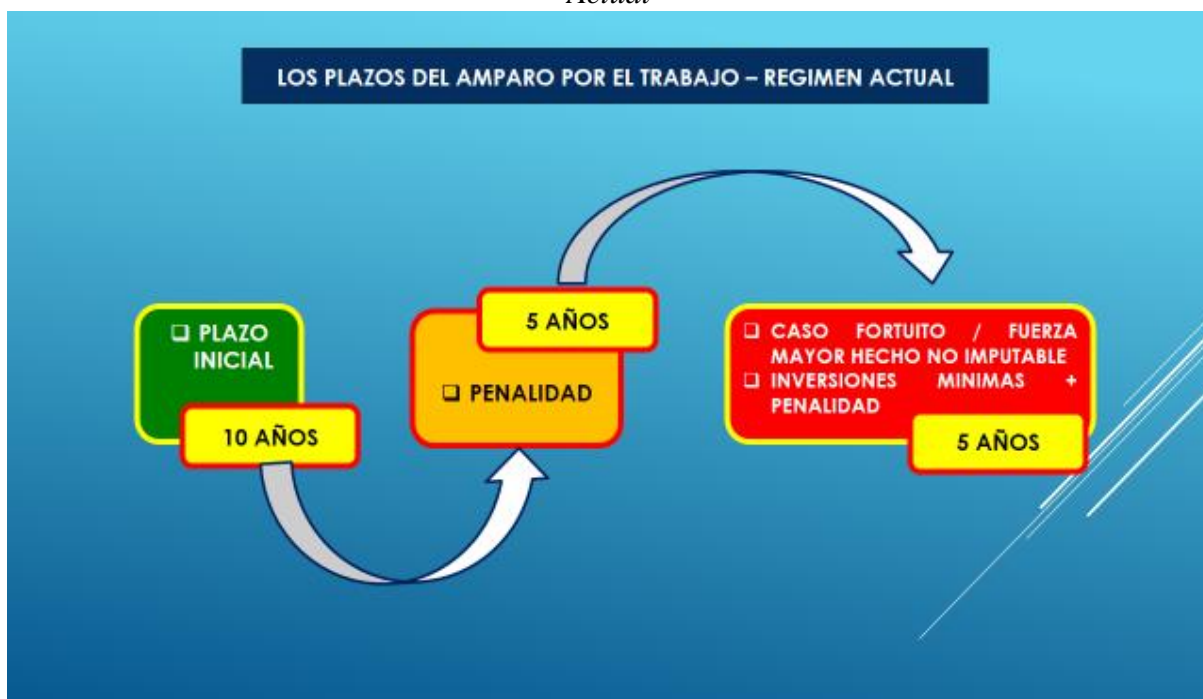 Actual
LOS PLAZOS DEL AMPARO POR EL TRABAJO – REGIMEN ACTUAL
❑ PLAZO
INICIAL
10 AÑOS
5 AÑOS
❑ PENALIDAD
❑ CASO FORTUITO / FUERZA
MAYOR HECHO NO IMPUTABLE
❑ INVERSIONES MINIMAS +
PENALIDAD
5 AÑOS